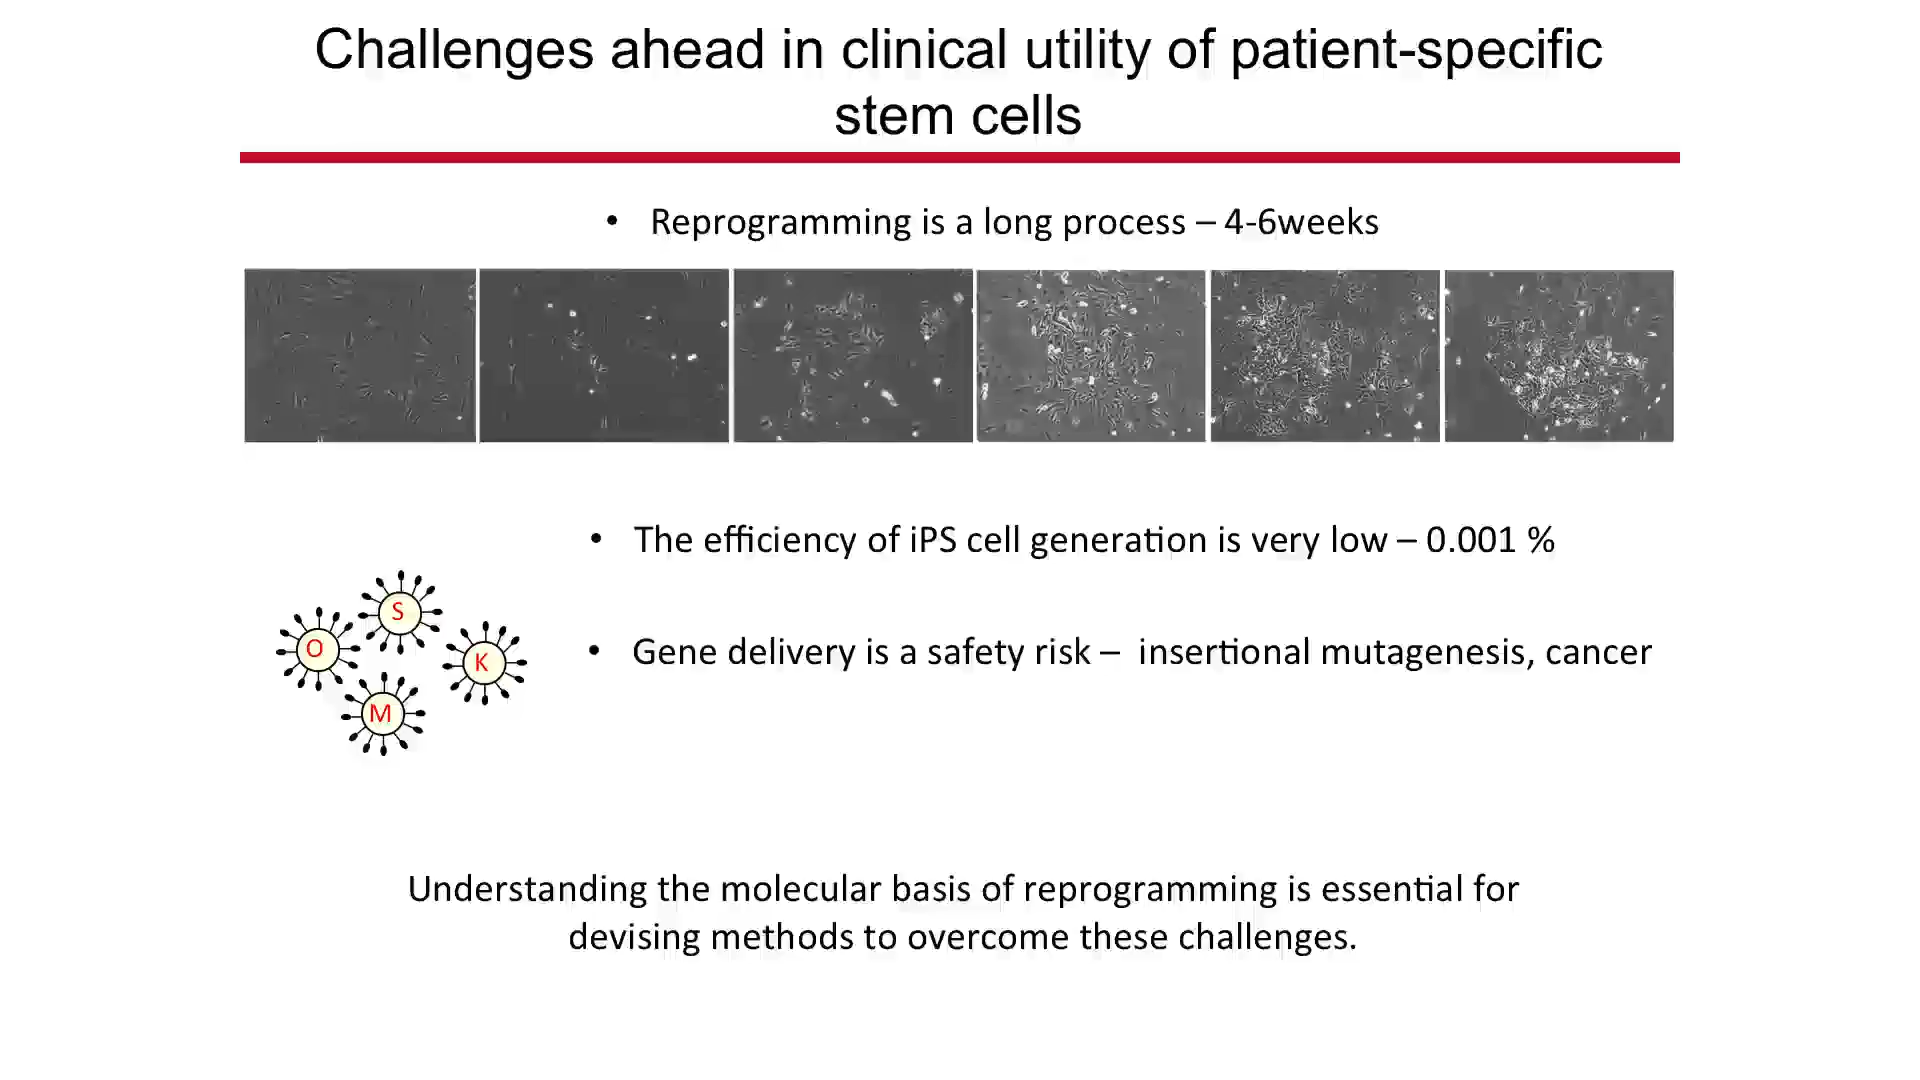 Challenges ahead in clinical utility of patient-specific
stem cells
• Reprogramming is a long process – 4-6weeks
• The efficiency of iPS cell generation is very low – 0.001 %
S
O
K
M
• Gene delivery is a safety risk – insertional mutagenesis, cancer
Understanding the molecular basis of reprogramming is essential for
devising methods to overcome these challenges.